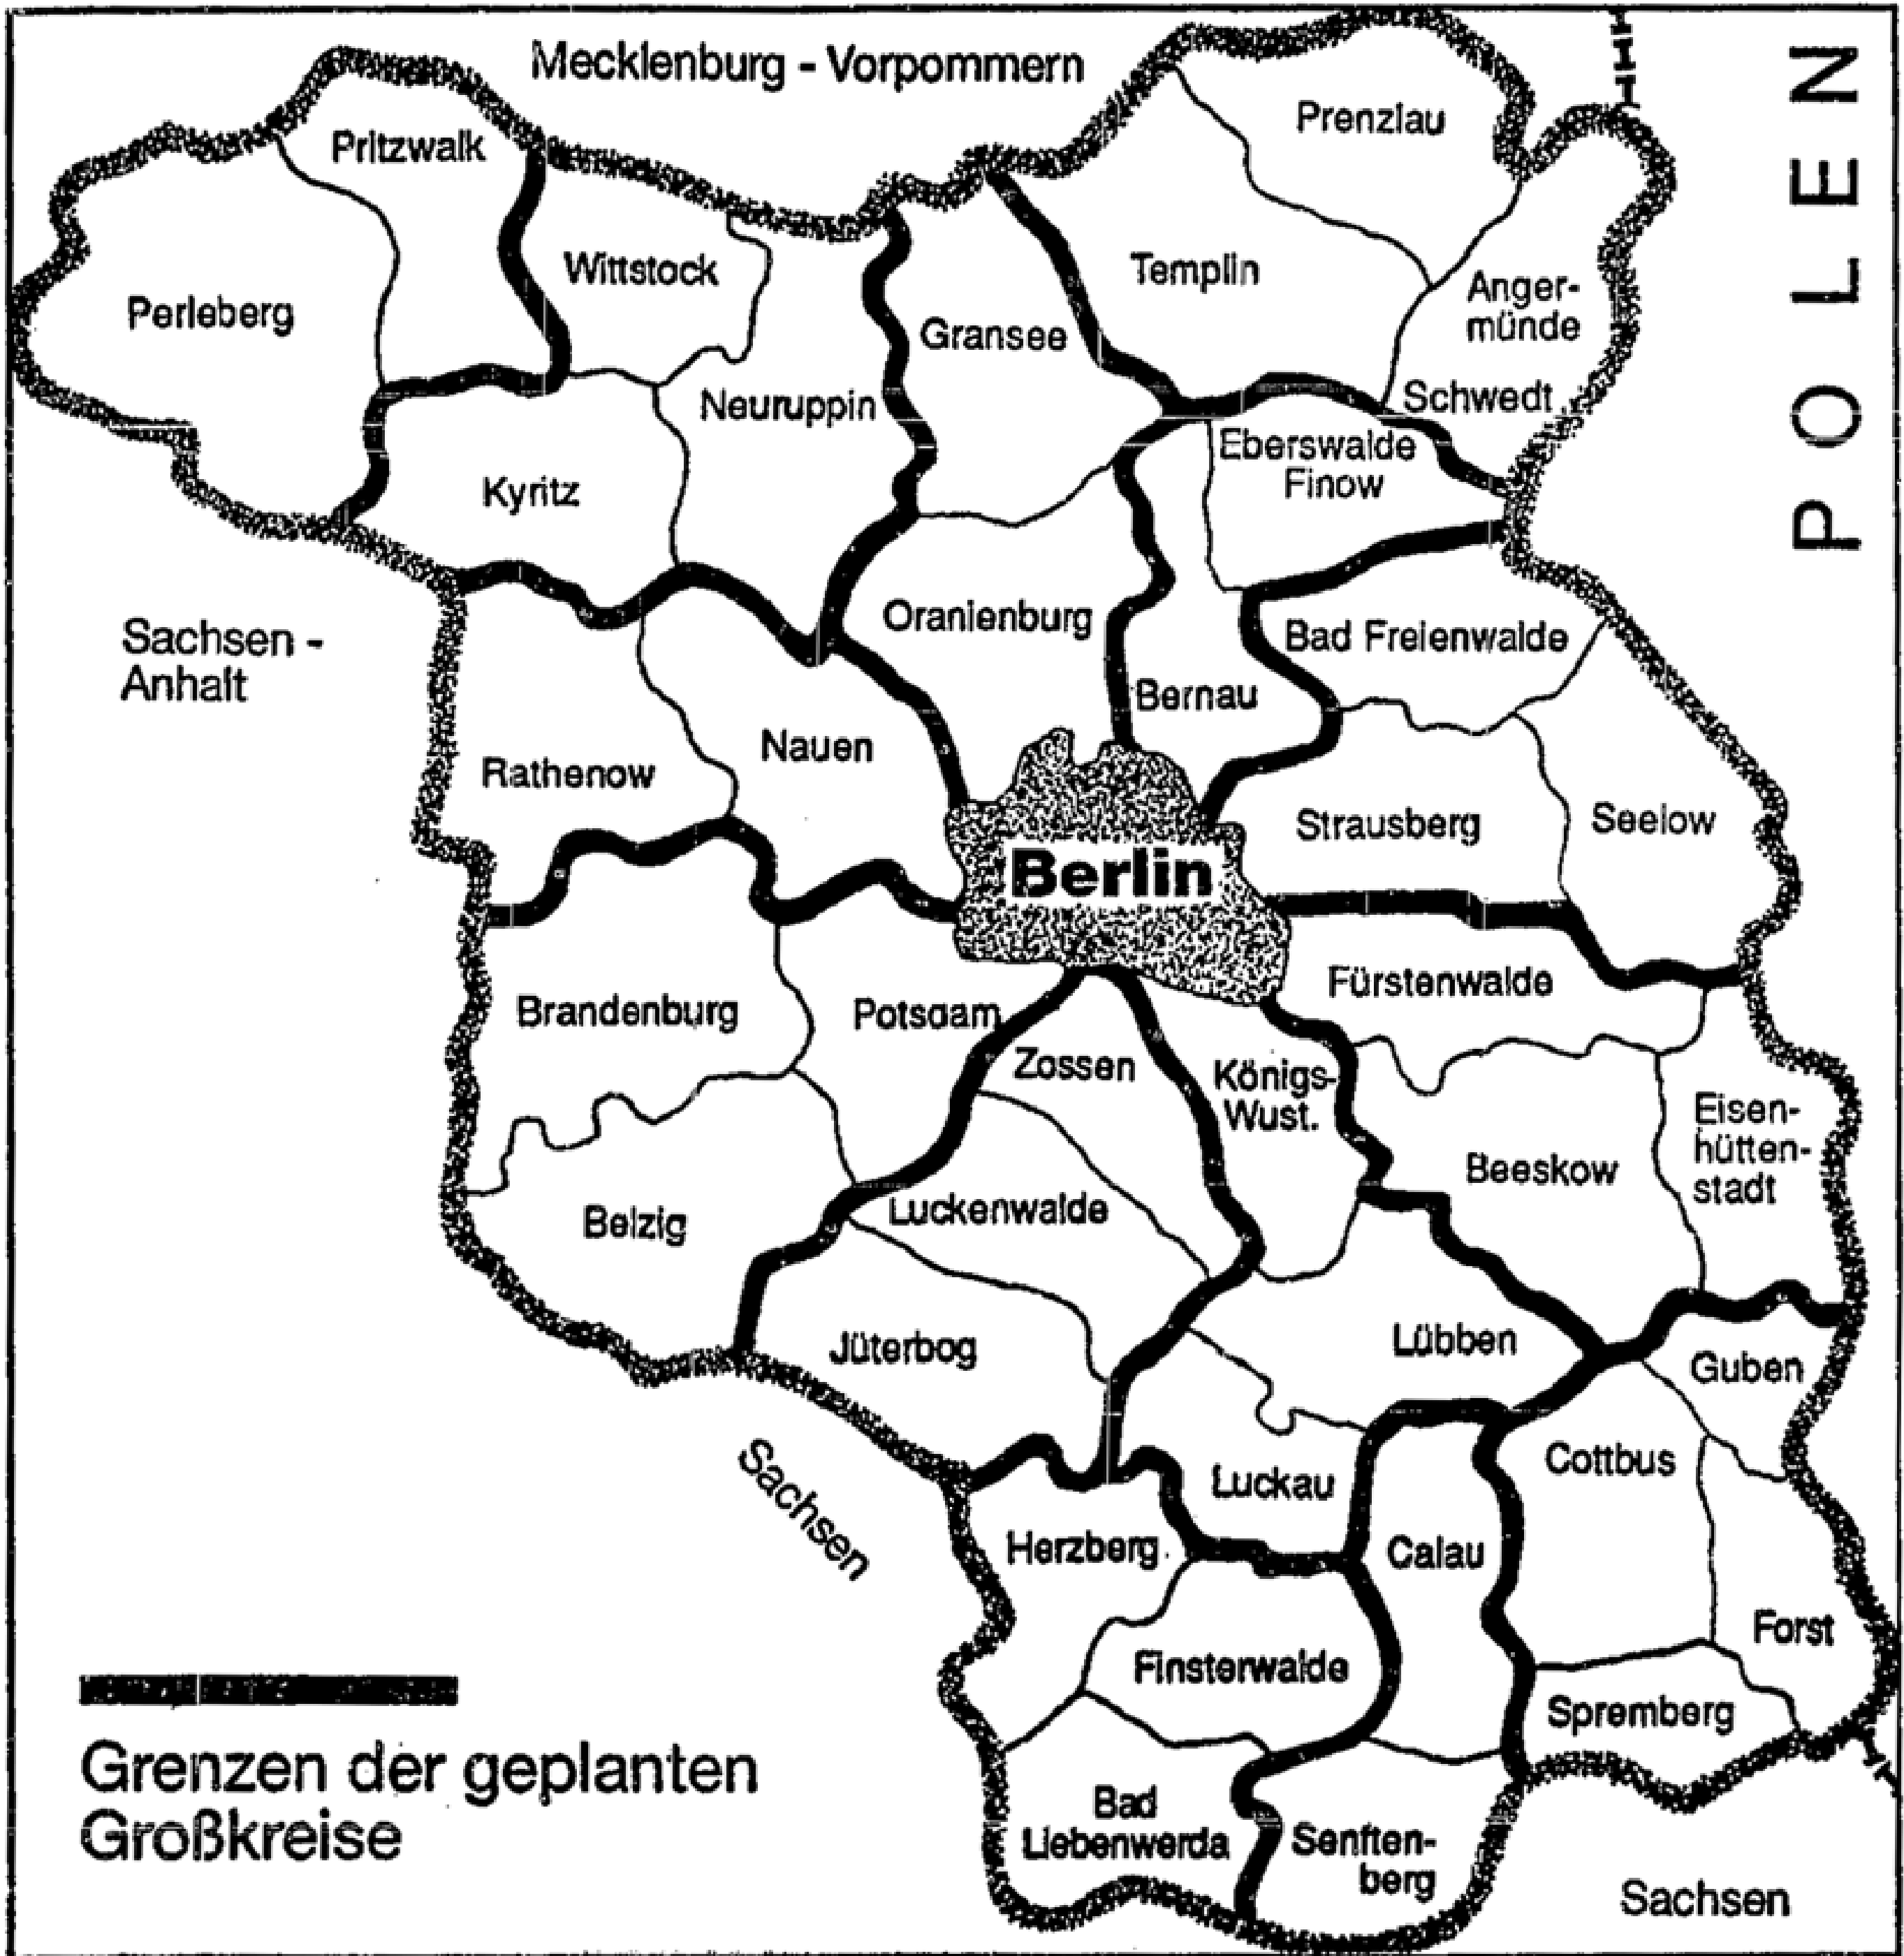 Mecklenburg - Vorpommern
POLEN
Prenzlau
Pritzwalk
Wittstock
Templin
Anger-
münde
Perleberg
Gransee
Schwedt
Neuruppin
Eberswalde
Finow
Kyritz
Oranienburg
Bad Freienwalde
Sachsen -
Anhalt
Bernau
Nauen
Rathenow
Strausberg
Seelow
Berlin
Fürstenwalde
Brandenburg
Potsdam
Zossen
Königs-
Wust.
Eisen-
hütten-
stadt
Beeskow
Belzig
Luckenwalde
Jüterbog
Lübben
Guben
Cottbus
Luckau
Sachsen
Herzberg
Calau
Forst
Finsterwalde
Spremberg
Grenzen der geplanten
Großkreise
Bad
Liebenwerda
Senften-
berg
Sachsen